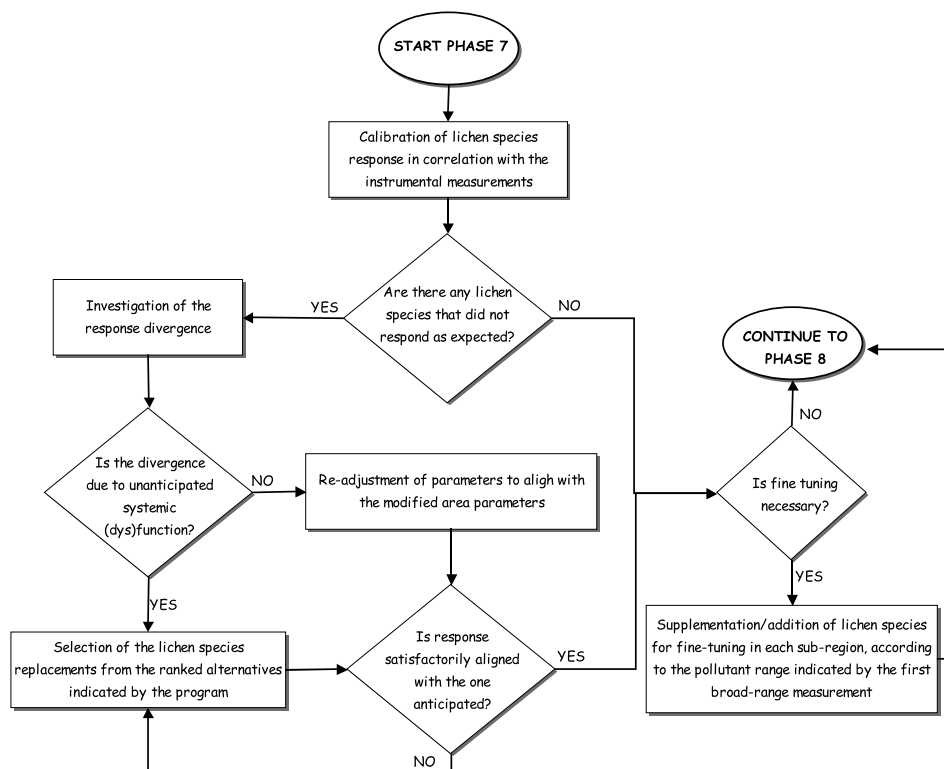 START PHASE 7
Calibration of lichen species
response in correlation with the
instrumental measurements
Are there any lichen
species that did not
respond as expected?
YES
NO
Investigation of the
response divergence
CONTINUE TO
PHASE 8
NO
Is the divergence
due to unanticipated
systemic
(dys)function?
NO
Re-adjustment of parameters to aligh with
the modified area parameters
Is fine tuning
necessary?
YES
YES
Selection of the lichen species
replacements from the ranked alternatives
indicated by the program
Is response
satisfactorily aligned
with the one
anticipated?
YES
Supplementation/addition of lichen species
for fine-tuning in each sub-region, according
to the pollutant range indicated by the first
broad-range measurement
NO